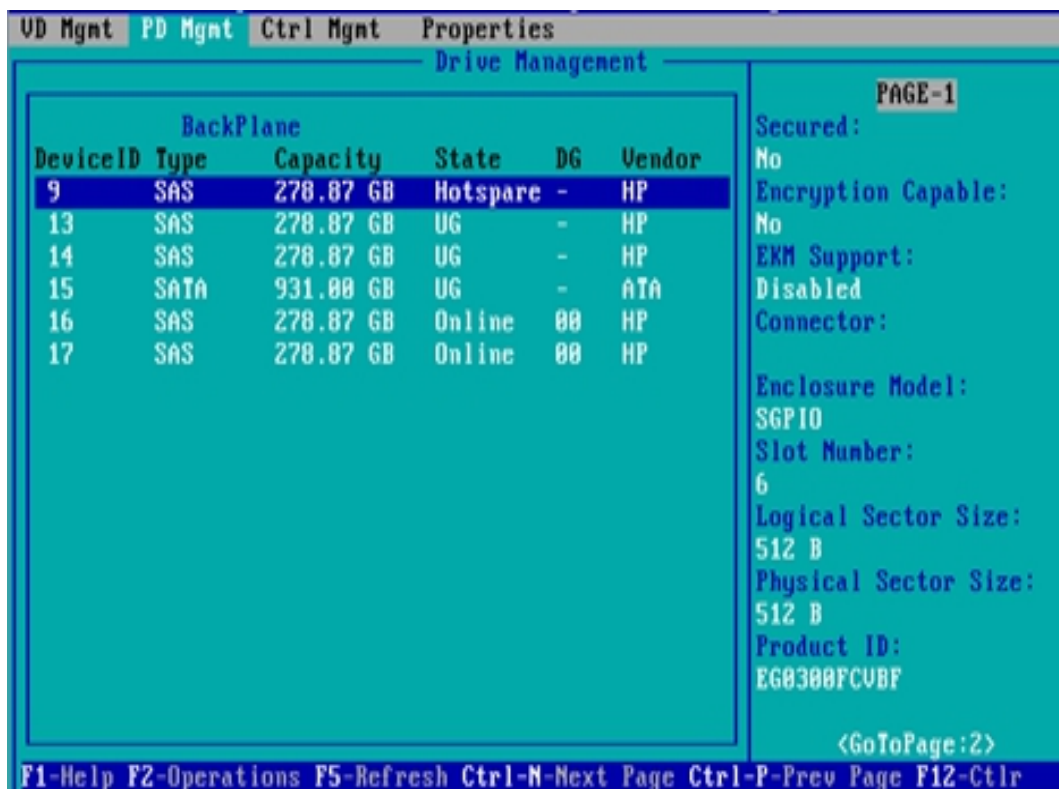 VD Mgmt PD Mgmt Ctrl Mgmt Properties
Drive Management
BackPlane
DeviceID Type Capacity State DG Vendor
9 SAS 278.87 GB Hotspare - HP
13 SAS 278.87 GB UG - HP
14 SAS 278.87 GB UG - HP
15 SATA 931.00 GB UG - ATA
16 SAS 278.87 GB Online 00 HP
17 SAS 278.87 GB Online 00 HP
PAGE-1
Secured:
No
Encryption Capable:
No
EKM Support:
Disabled
Connector:
Enclosure Model:
SGPIO
Slot Number:
6
Logical Sector Size:
512 B
Physical Sector Size:
512 B
Product ID:
EG0300FCVBF
<GoToPage:2>
F1-Help F2-Operations F5-Refresh Ctrl-N-Next Page Ctrl-P-Prev Page F12-Ctlr